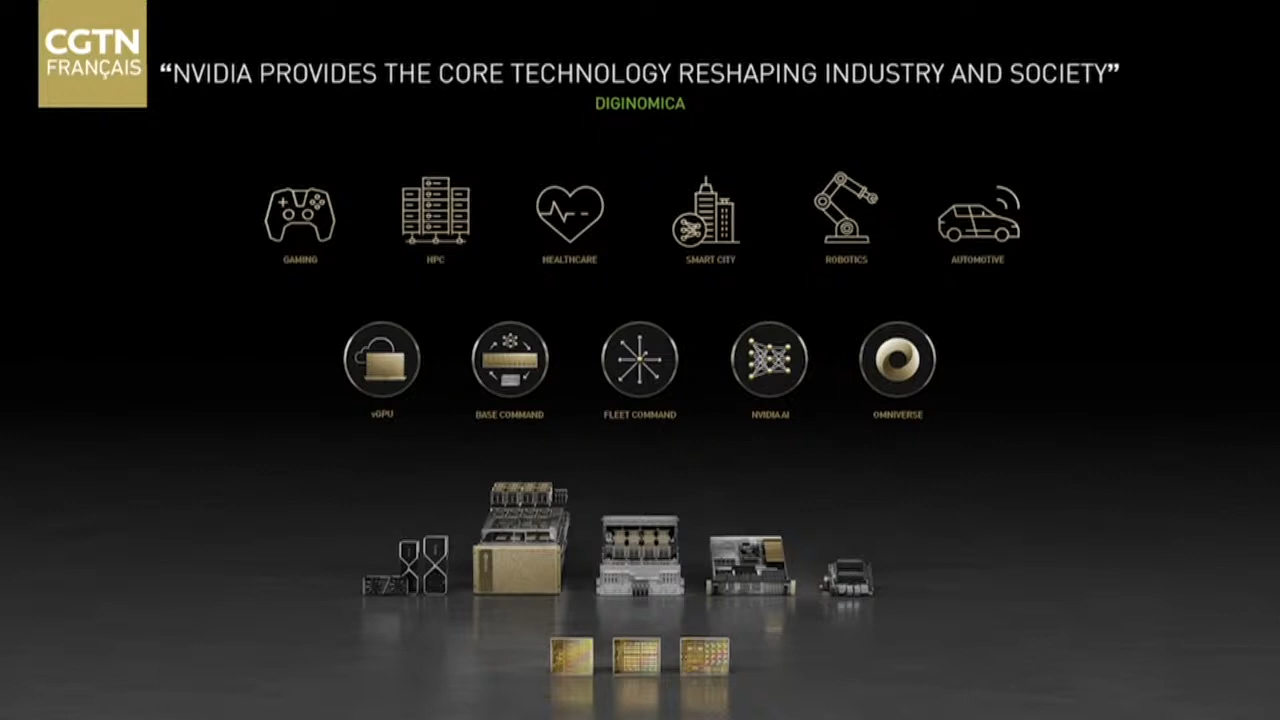 CGTN
FRANÇAIS
“NVIDIA PROVIDES THE CORE TECHNOLOGY RESHAPING INDUSTRY AND SOCIETY”
DIGINOMICA
GAMING
HPC
HEALTHCARE
SMART CITY
ROBOTICS
AUTOMOTIVE
vGPU
BASE COMMAND
FLEET COMMAND
NVIDIA AI
OMNIVERSE